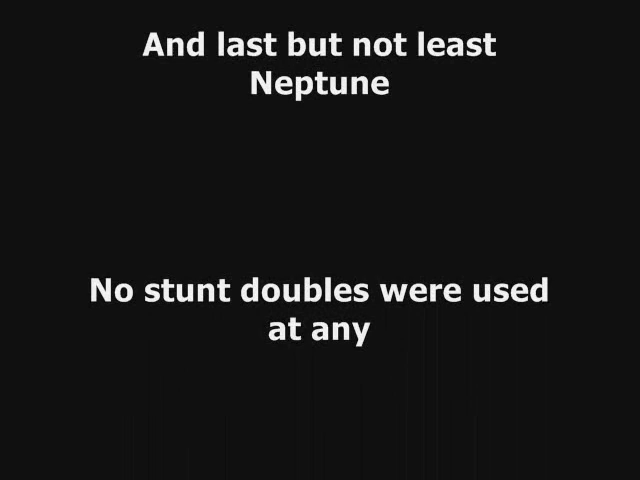 And last but not least
Neptune
No stunt doubles were used
at any